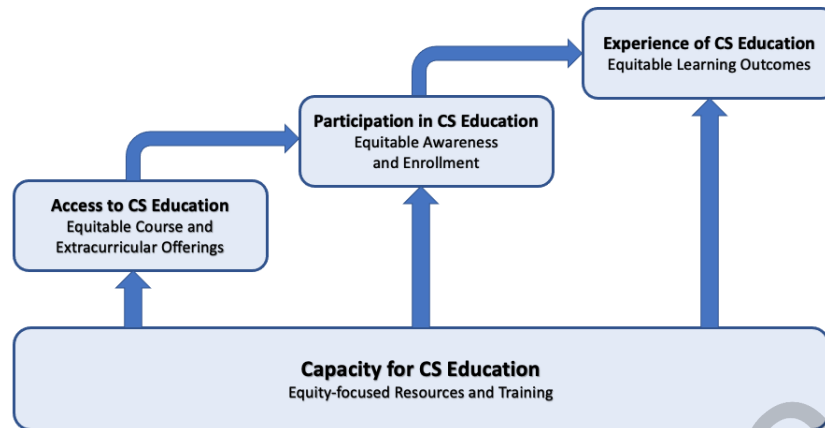 Experience of CS Education
Equitable Learning Outcomes
Participation in CS Education
Equitable Awareness
and Enrollment
Access to CS Education
Equitable Course and
Extracurricular Offerings
Capacity for CS Education
Equity-focused Resources and Training